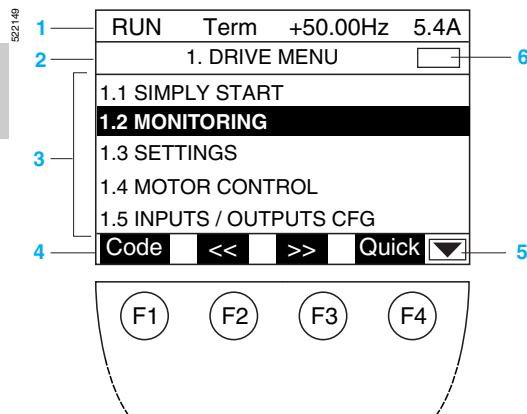 522149
1 RUN Term +50.00Hz 5.4A
2 1. DRIVE MENU 6
1.1 SIMPLY START
1.2 MONITORING
3 1.3 SETTINGS
1.4 MOTOR CONTROL
1.5 INPUTS / OUTPUTS CFG
4 Code << >> Quick 5
F1 F2 F3 F4